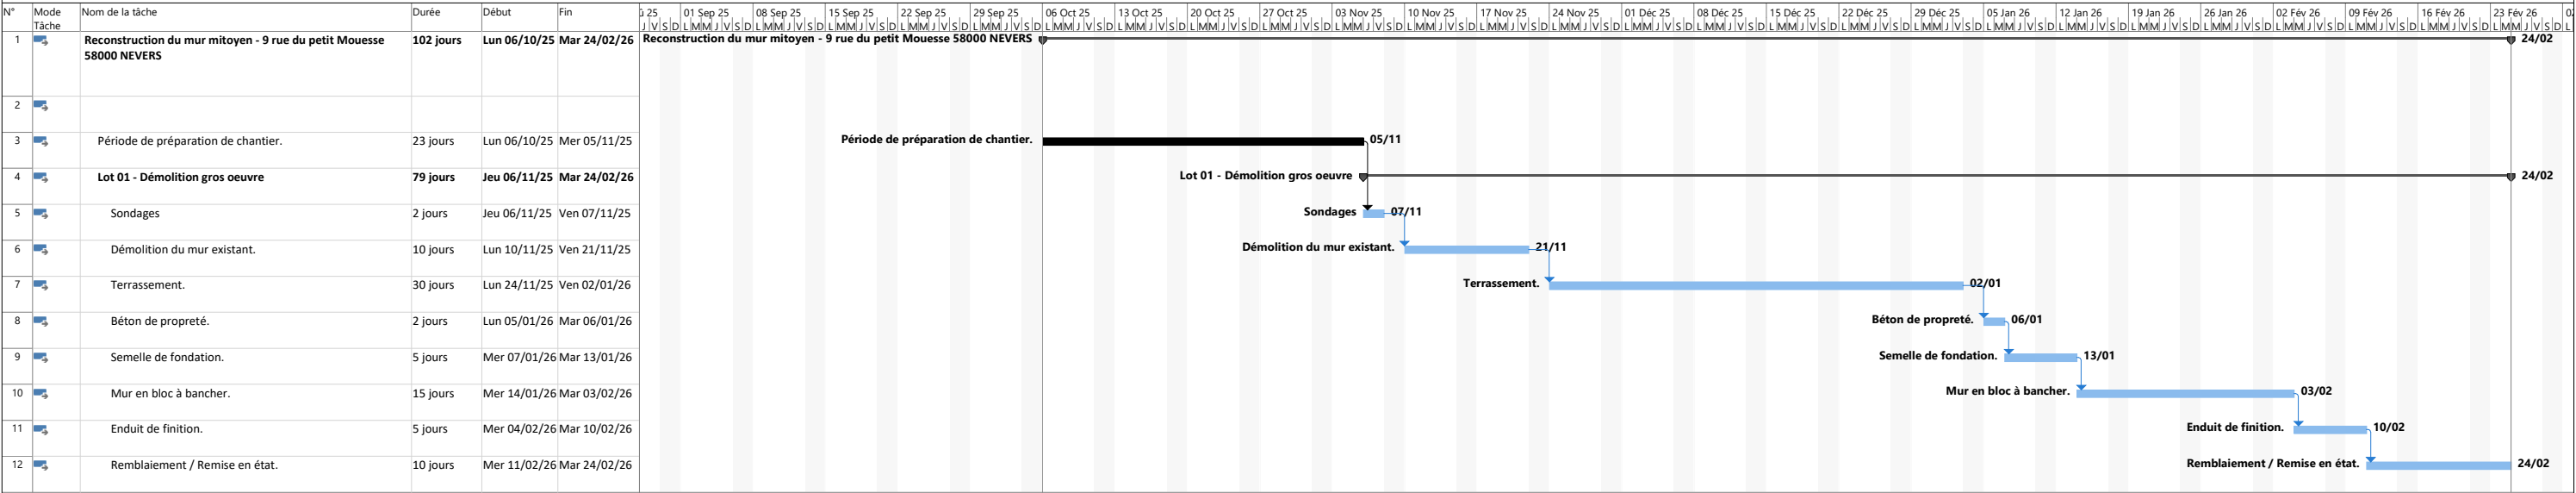 N° Mode Tâche Nom de la tâche Durée Début Fin
û 25 01 Sep 25 08 Sep 25 15 Sep 25 22 Sep 25 29 Sep 25 06 Oct 25 13 Oct 25 20 Oct 25 27 Oct 25 03 Nov 25 10 Nov 25 17 Nov 25 24 Nov 25 01 Déc 25 08 Déc 25 15 Déc 25 22 Déc 25 29 Déc 25 05 Jan 26 12 Jan 26 19 Jan 26 26 Jan 26 02 Fév 26 09 Fév 26 16 Fév 26 23 Fév 26 0
J V S D L M M J V S D L M M J V S D L M M J V S D L M M J V S D L M M J V S D L M M J V S D L M M J V S D L M M J V S D L M M J V S D L M M J V S D L M M J V S D L M M J V S D L M M J V S D L M M J V S D L M M J V S D L M M J V S D L M M J V S D L M M J V S D L M M J V S D L M M J V S D L M M J V S D L M M J V S D L M M J V S D L M M J V S D L M M J V S D L M M J V S D L
1 Reconstruction du mur mitoyen - 9 rue du petit Mouesse 102 jours Lun 06/10/25 Mar 24/02/26 Reconstruction du mur mitoyen - 9 rue du petit Mouesse 58000 NEVERS 24/02
58000 NEVERS
2
3 Période de préparation de chantier. 23 jours Lun 06/10/25 Mer 05/11/25 Période de préparation de chantier. 05/11
4 Lot 01 - Démolition gros oeuvre 79 jours Jeu 06/11/25 Mar 24/02/26 Lot 01 - Démolition gros oeuvre 24/02
5 Sondages 2 jours Jeu 06/11/25 Ven 07/11/25 Sondages 07/11
6 Démolition du mur existant. 10 jours Lun 10/11/25 Ven 21/11/25 Démolition du mur existant. 21/11
7 Terrassement. 30 jours Lun 24/11/25 Ven 02/01/26 Terrassement. 02/01
8 Béton de propreté. 2 jours Lun 05/01/26 Mar 06/01/26 Béton de propreté. 06/01
9 Semelle de fondation. 5 jours Mer 07/01/26 Mar 13/01/26 Semelle de fondation. 13/01
10 Mur en bloc à bancher. 15 jours Mer 14/01/26 Mar 03/02/26 Mur en bloc à bancher. 03/02
11 Enduit de finition. 5 jours Mer 04/02/26 Mar 10/02/26 Enduit de finition. 10/02
12 Remblaiement / Remise en état. 10 jours Mer 11/02/26 Mar 24/02/26 Remblaiement / Remise en état. 24/02